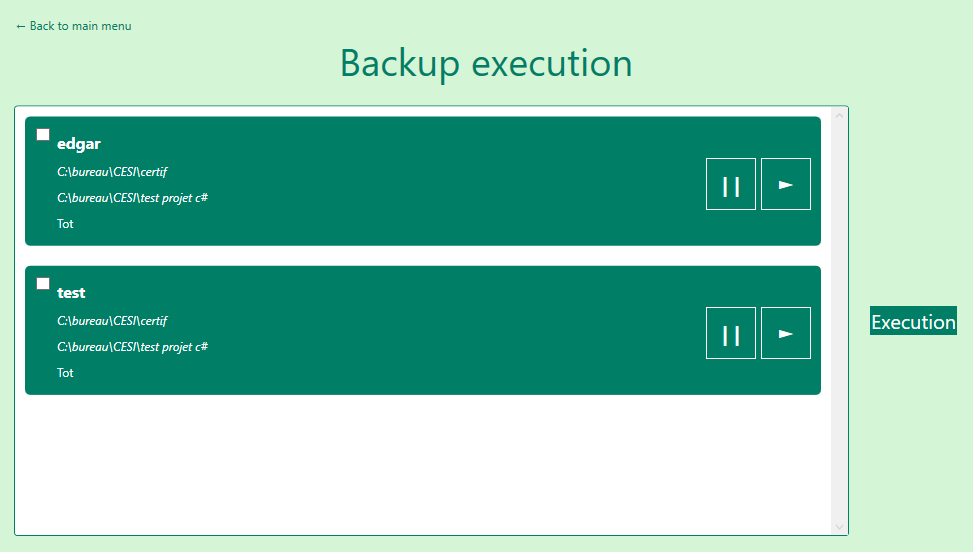 ← Back to main menu
Backup execution
edgar
C:\bureau\CESI\certif
C:\bureau\CESI\test projet c#
Tot
test
C:\bureau\CESI\certif
C:\bureau\CESI\test projet c#
Tot
Execution